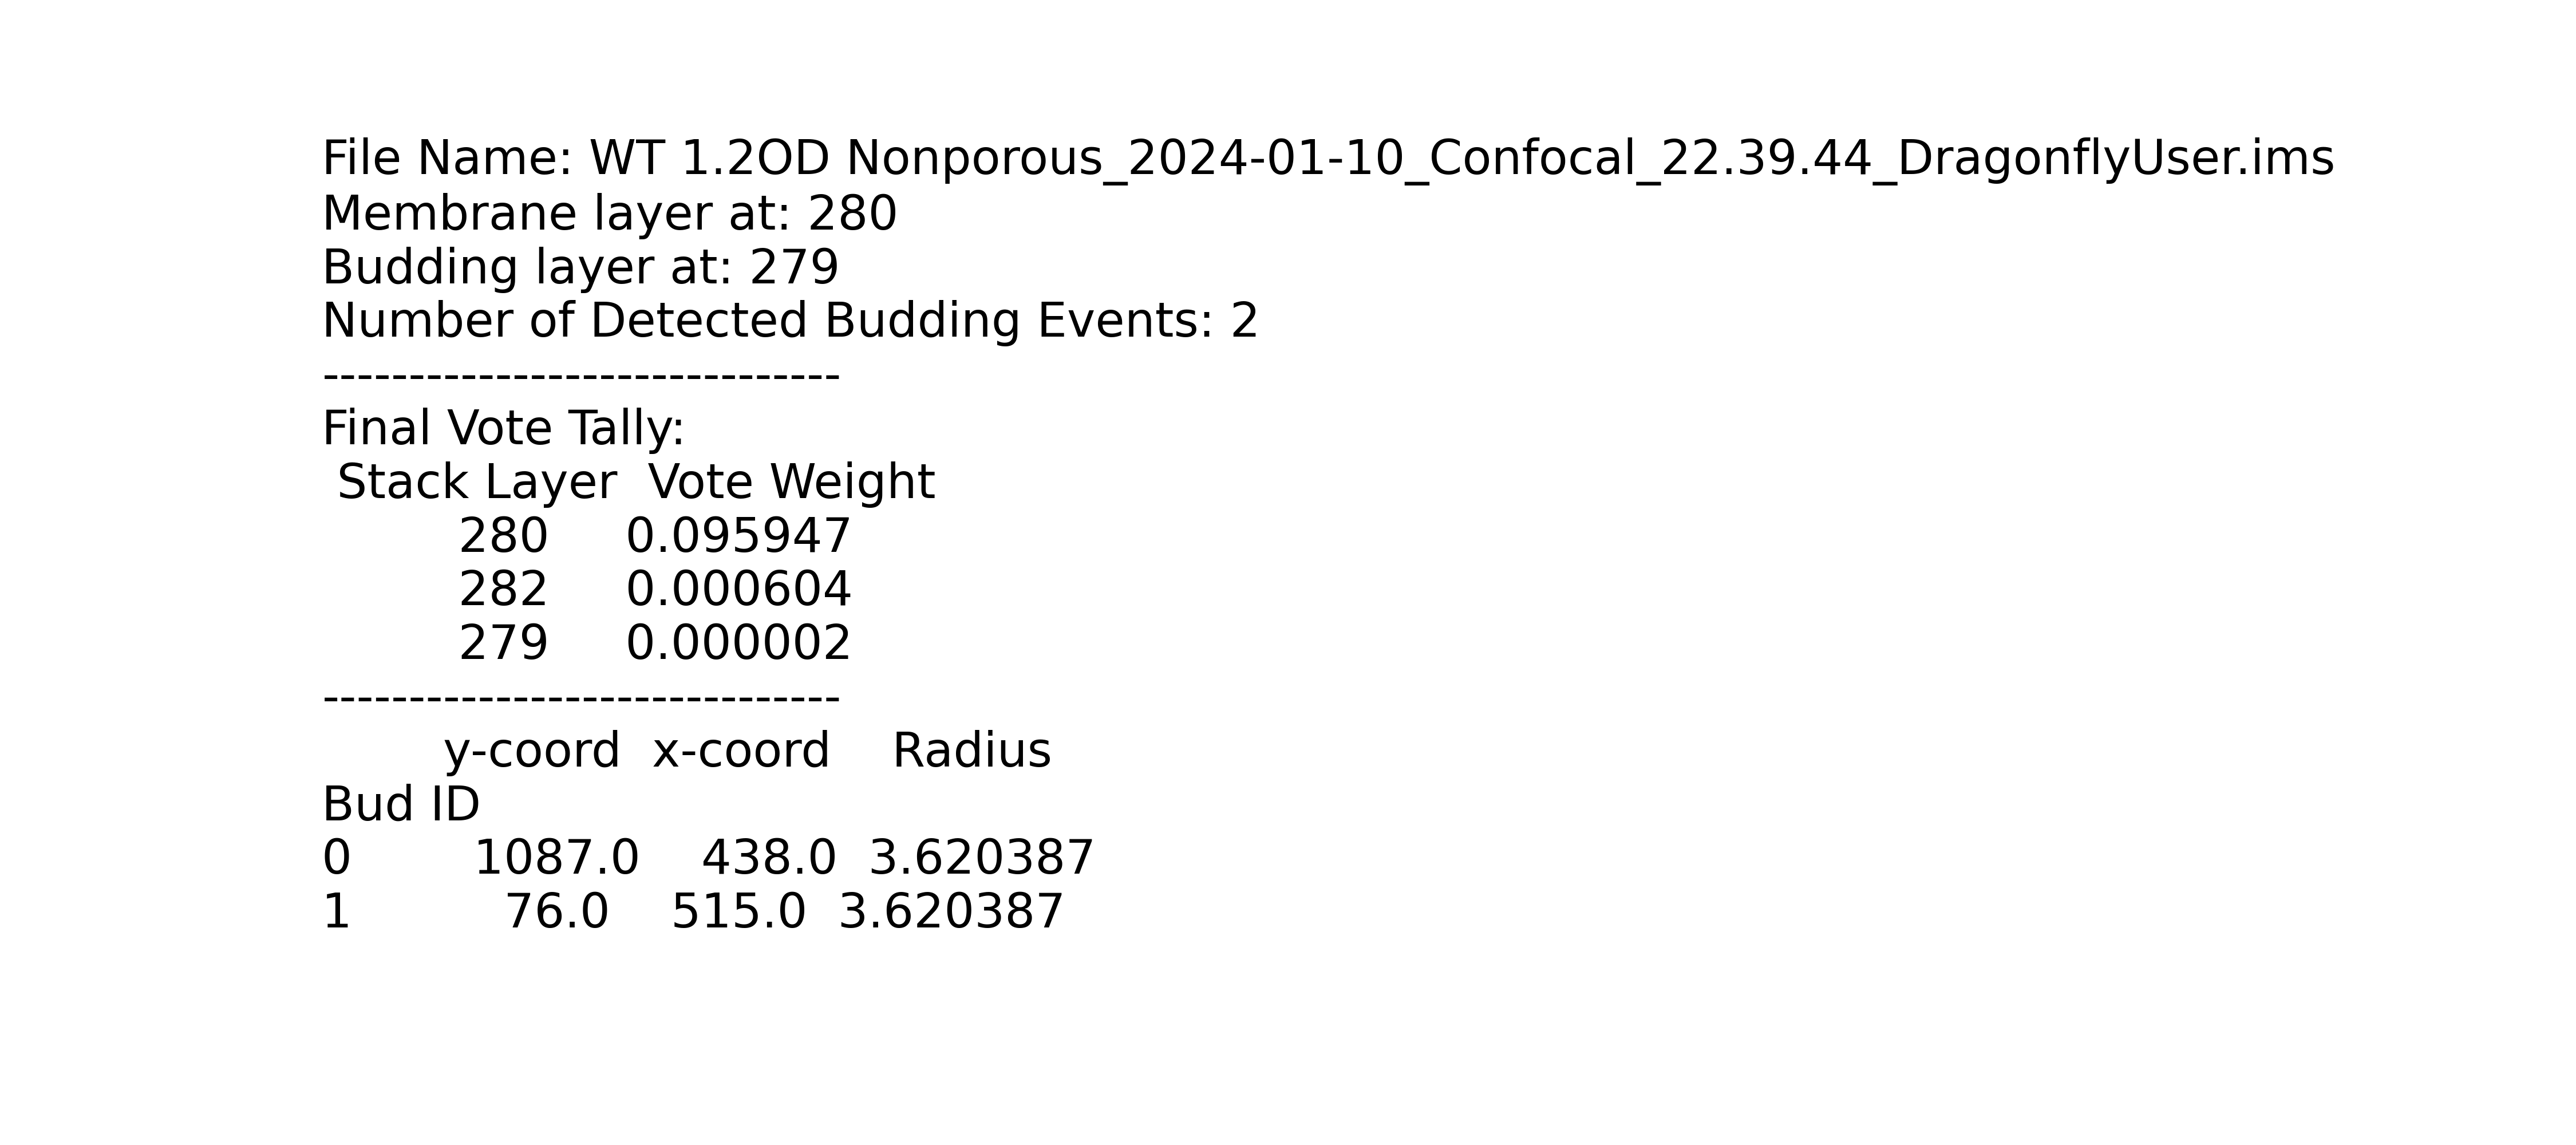 File Name: WT 1.2OD Nonporous_2024-01-10_Confocal_22.39.44_DragonflyUser.ims
Membrane layer at: 280
Budding layer at: 279
Number of Detected Budding Events: 2
------------------------------
Final Vote Tally:
Stack Layer  Vote Weight
280     0.095947
282     0.000604
279     0.000002
------------------------------
y-coord  x-coord    Radius
Bud ID
0        1087.0    438.0  3.620387
1          76.0    515.0  3.620387